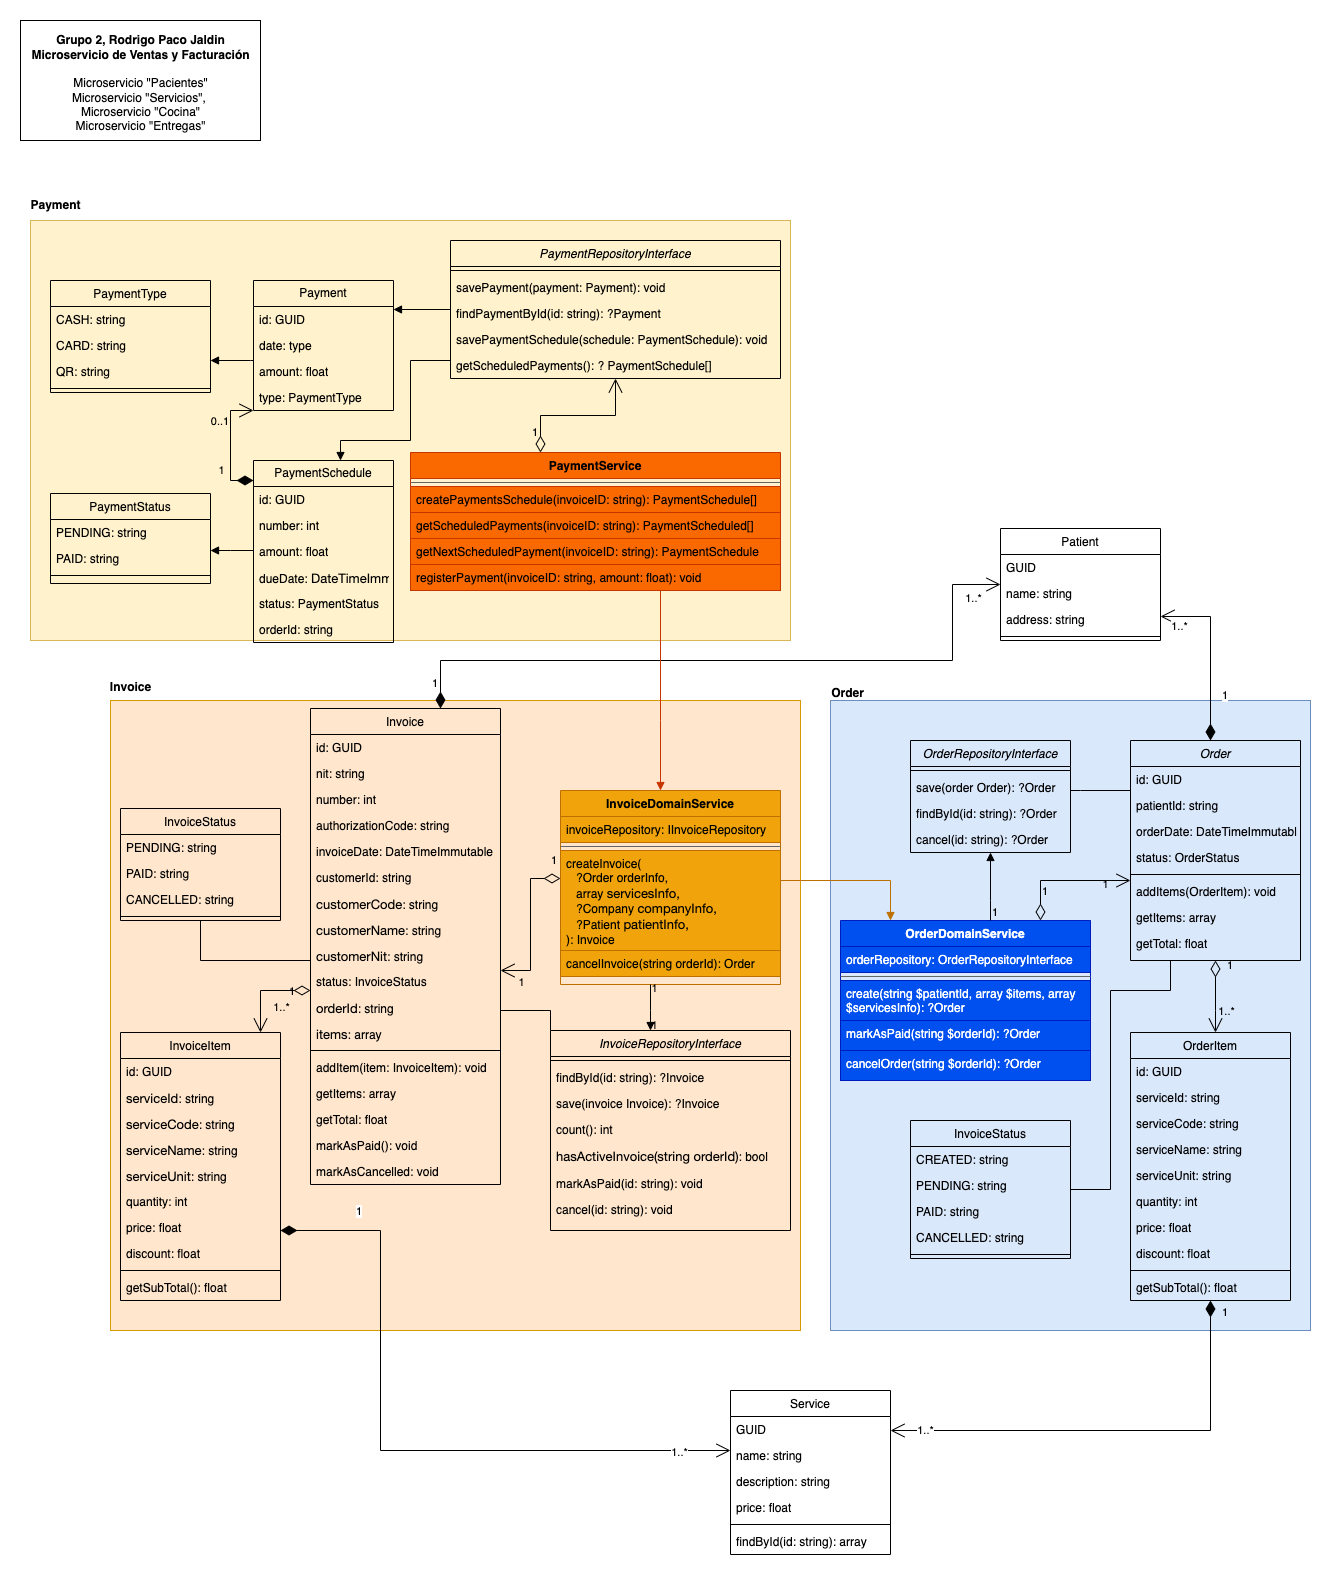 Grupo 2, Rodrigo Paco Jaldin
Microservicio de Ventas y Facturación
Microservicio "Pacientes"
Microservicio "Servicios",
Microservicio "Cocina"
Microservicio "Entregas"
Payment
PaymentType
CASH: string
CARD: string
QR: string
Payment
id: GUID
date: type
amount: float
type: PaymentType
PaymentRepositoryInterface
savePayment(payment: Payment): void
findPaymentById(id: string): ?Payment
savePaymentSchedule(schedule: PaymentSchedule): void
getScheduledPayments(): ? PaymentSchedule[]
0..1
1
1
PaymentStatus
PENDING: string
PAID: string
PaymentSchedule
id: GUID
number: int
amount: float
dueDate: DateTimeImm
status: PaymentStatus
orderId: string
PaymentService
createPaymentsSchedule(invoiceID: string): PaymentSchedule[]
getScheduledPayments(invoiceID: string): PaymentScheduled[]
getNextScheduledPayment(invoiceID: string): PaymentSchedule
registerPayment(invoiceID: string, amount: float): void
Patient
GUID
name: string
address: string
1..*
1..*
1
1
Invoice
InvoiceStatus
PENDING: string
PAID: string
CANCELLED: string
Invoice
id: GUID
nit: string
number: int
authorizationCode: string
invoiceDate: DateTimeImmutable
customerId: string
customerCode: string
customerName: string
customerNit: string
status: InvoiceStatus
orderId: string
items: array
addItem(item: InvoiceItem): void
getItems: array
getTotal: float
markAsPaid(): void
markAsCancelled: void
InvoiceDomainService
invoiceRepository: IInvoiceRepository
createInvoice(
?Order orderInfo,
array servicesInfo,
?Company companyInfo,
?Patient patientInfo,
): Invoice
cancelInvoice(string orderId): Order
1
1
1
1
1
1..*
InvoiceItem
id: GUID
serviceId: string
serviceCode: string
serviceName: string
serviceUnit: string
quantity: int
price: float
discount: float
getSubTotal(): float
InvoiceRepositoryInterface
findById(id: string): ?Invoice
save(invoice Invoice): ?Invoice
count(): int
hasActiveInvoice(string orderId): bool
markAsPaid(id: string): void
cancel(id: string): void
1
1..*
Order
OrderRepositoryInterface
save(order Order): ?Order
findById(id: string): ?Order
cancel(id: string): ?Order
Order
id: GUID
patientId: string
orderDate: DateTimeImmutabl
status: OrderStatus
addItems(OrderItem): void
getItems: array
getTotal: float
1
1
1
OrderDomainService
orderRepository: OrderRepositoryInterface
create(string $patientId, array $items, array
$servicesInfo): ?Order
markAsPaid(string $orderId): ?Order
cancelOrder(string $orderId): ?Order
1
1..*
InvoiceStatus
CREATED: string
PENDING: string
PAID: string
CANCELLED: string
OrderItem
id: GUID
serviceId: string
serviceCode: string
serviceName: string
serviceUnit: string
quantity: int
price: float
discount: float
getSubTotal(): float
1
1..*
Service
GUID
name: string
description: string
price: float
findById(id: string): array